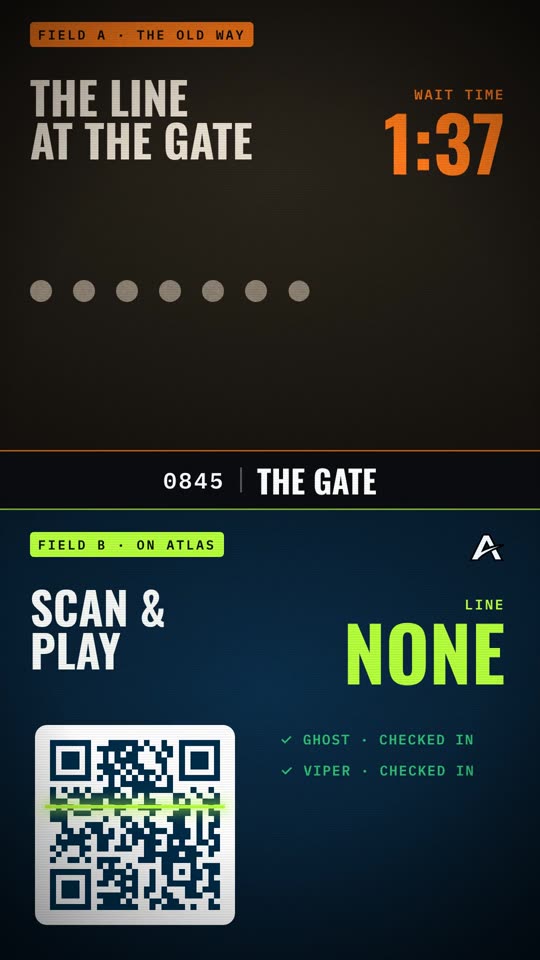 FIELD A · THE OLD WAY
THE LINE
AT THE GATE
WAIT TIME
1:37
0845 | THE GATE
FIELD B · ON ATLAS
SCAN &
PLAY
LINE
NONE
✓ GHOST · CHECKED IN
✓ VIPER · CHECKED IN